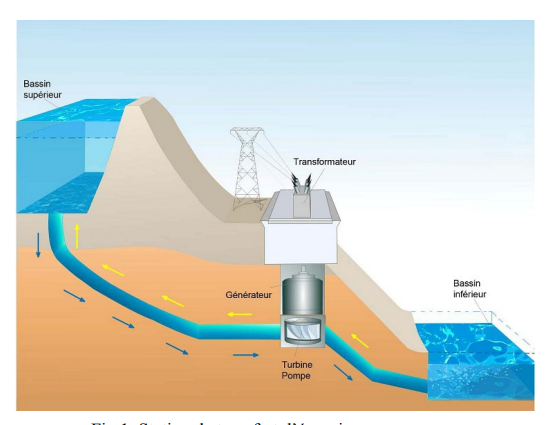 Bassin
supérieur
Transformateur
Générateur
Bassin
inférieur
Turbine
Pompe